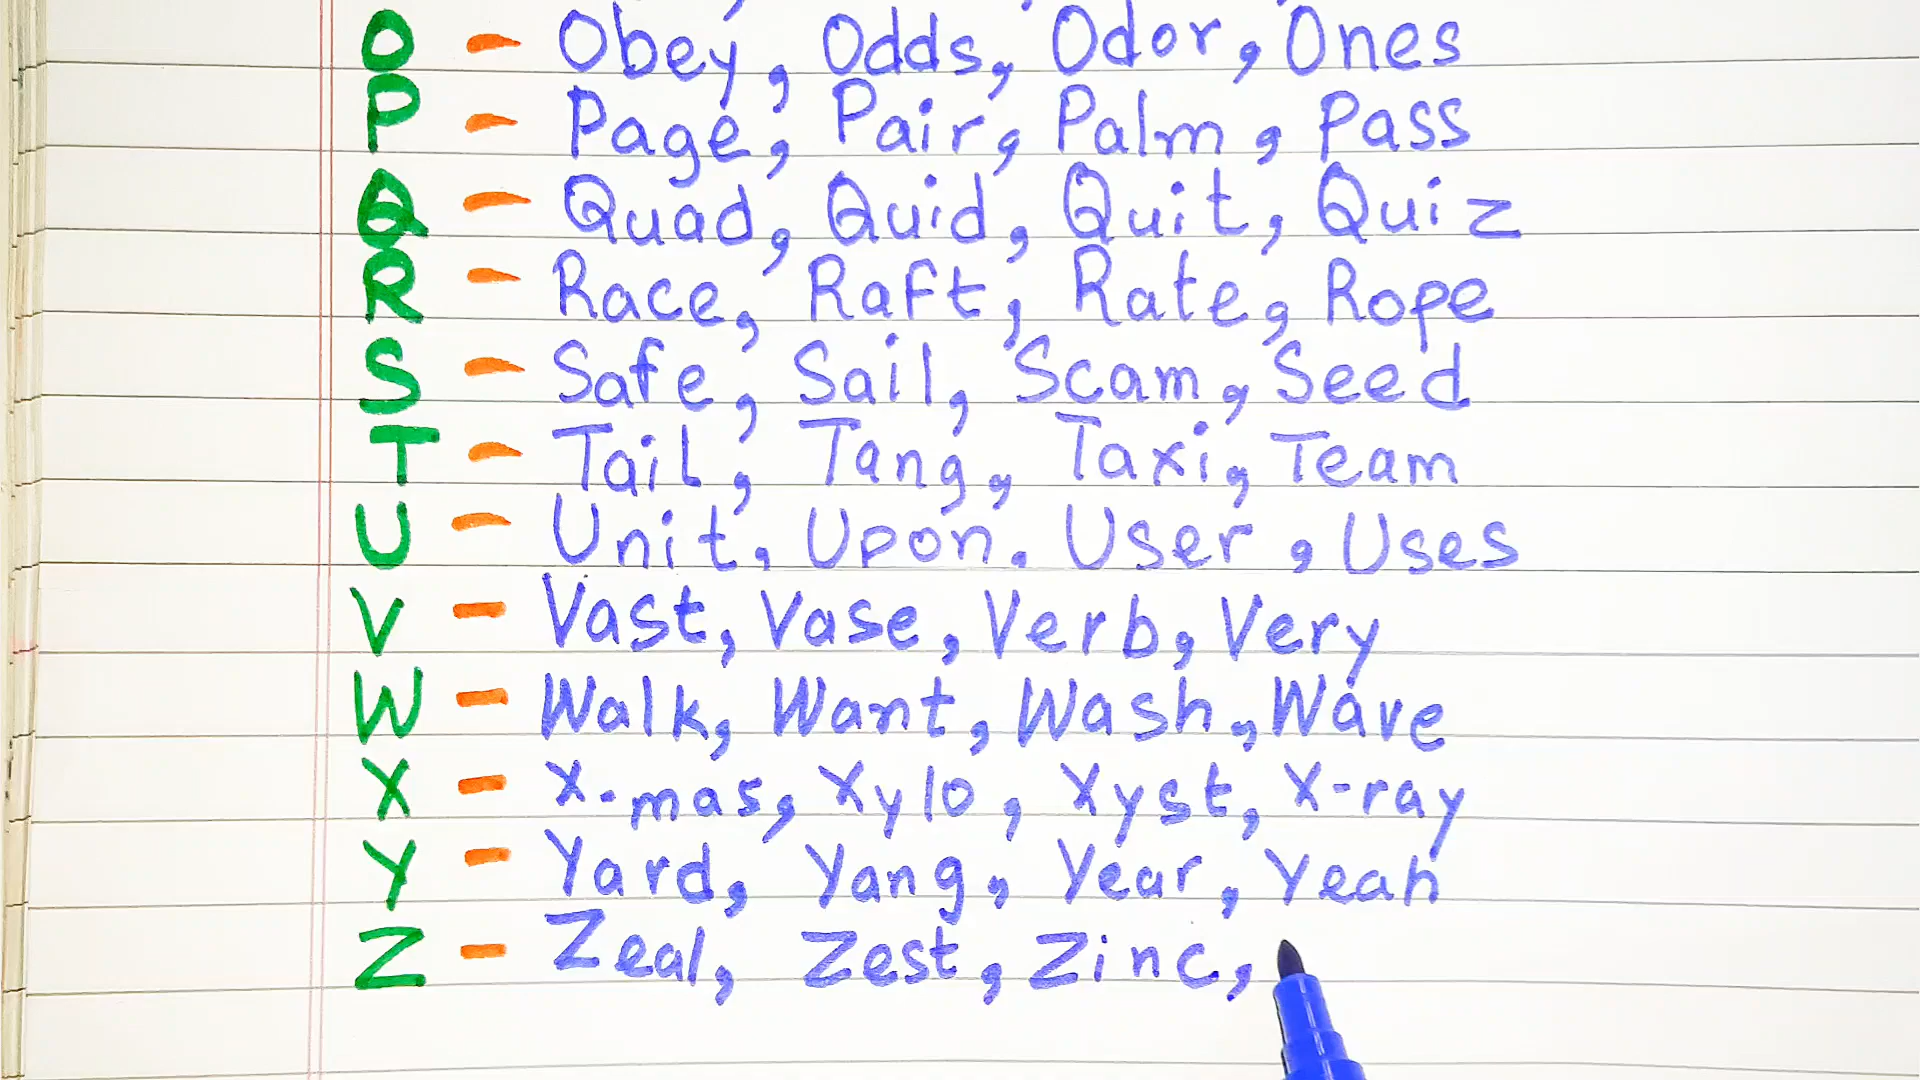 O - Obey, Odds, Odor, Ones
P - Page, Pair, Palm, Pass
Q - Quad, Quid, Quit, Quiz
R - Race, Raft, Rate, Rope
S - Safe, Sail, Scam, Seed
T - Tail, Tang, Taxi, Team
U - Unit, Upon, User, Uses
V - Vast, Vase, Verb, Very
W - Walk, Want, Wash, Wave
X - X-mas, Xylo, Xyst, X-ray
Y - Yard, Yang, Year, Yeah
Z - Zeal, Zest, Zinc,